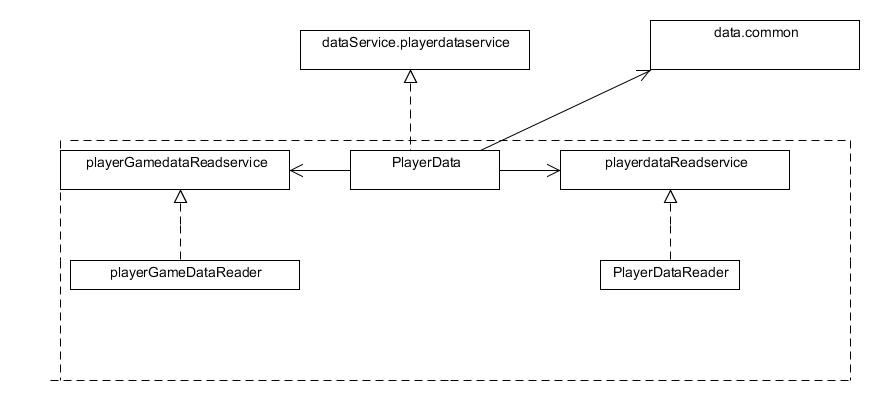 data.common
dataService.playerdataservice
playerGamedataReadservice
PlayerData
playerdataReadservice
playerGameDataReader
PlayerDataReader